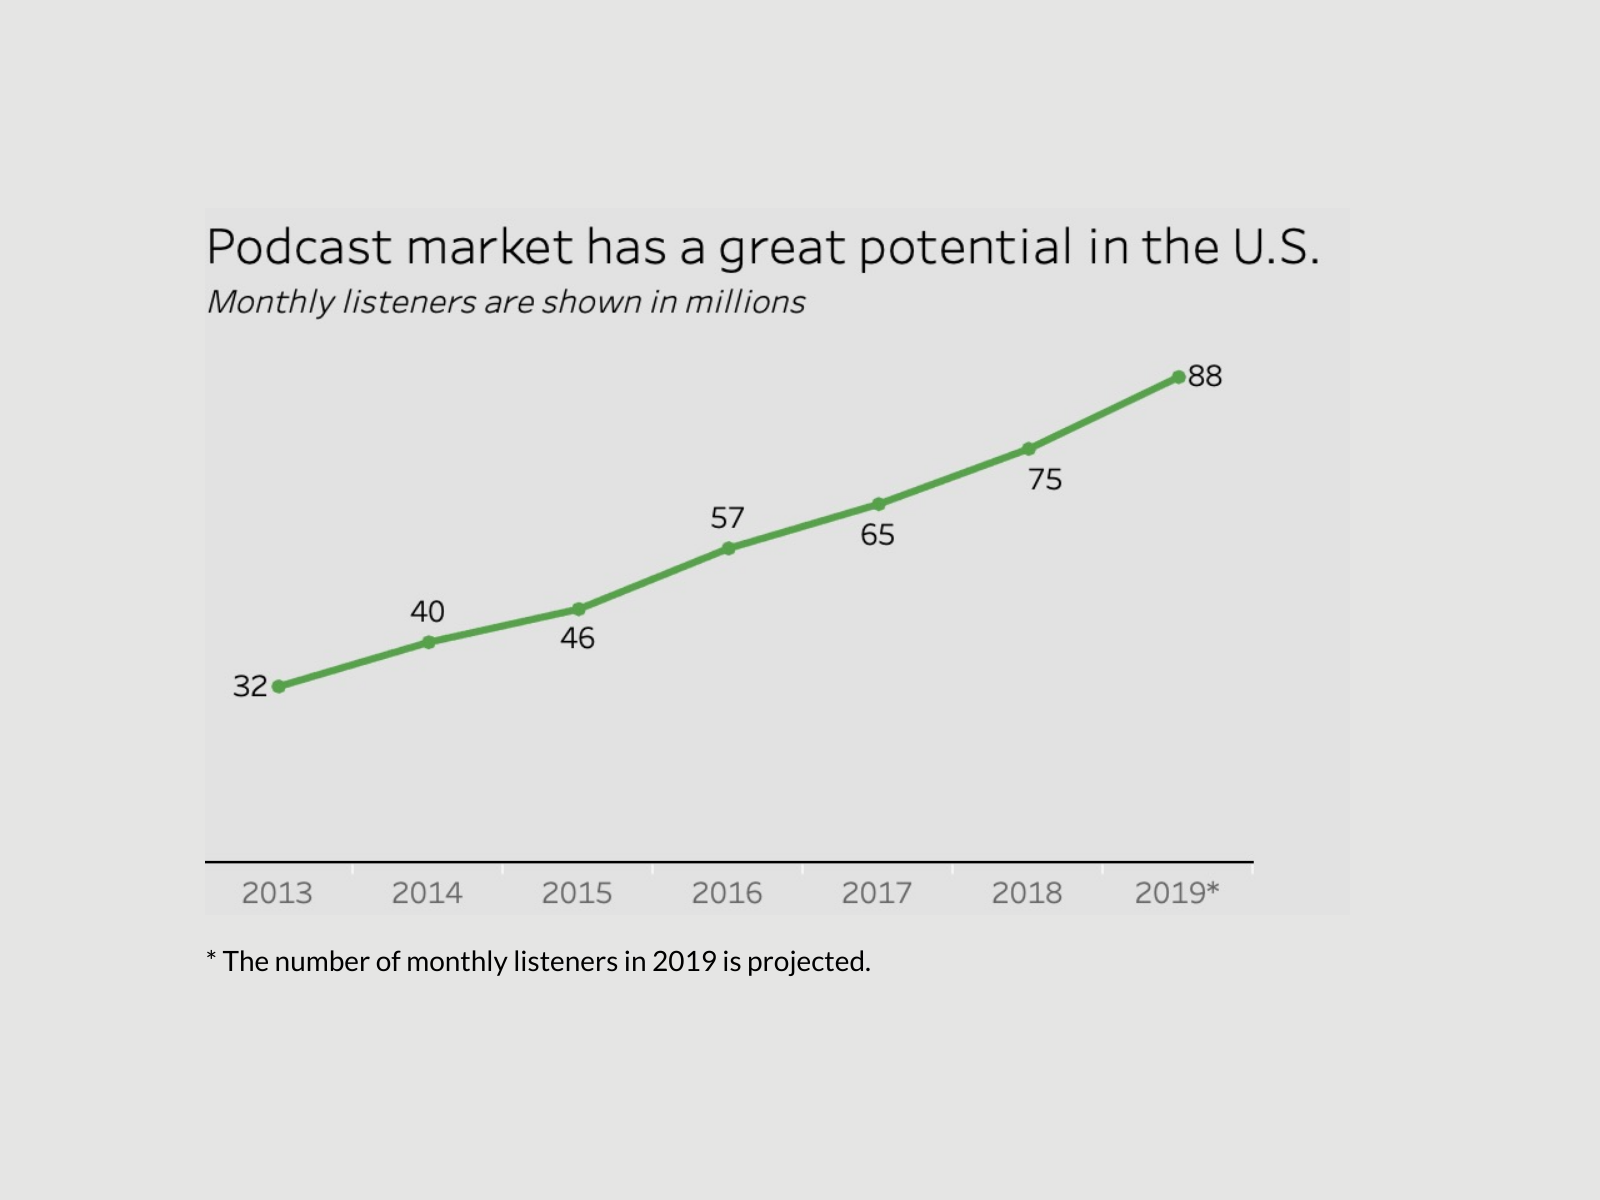 Podcast market has a great potential in the U.S.
Monthly listeners are shown in millions
88
75
57
65
40
46
32
2013 2014 2015 2016 2017 2018 2019*
* The number of monthly listeners in 2019 is projected.